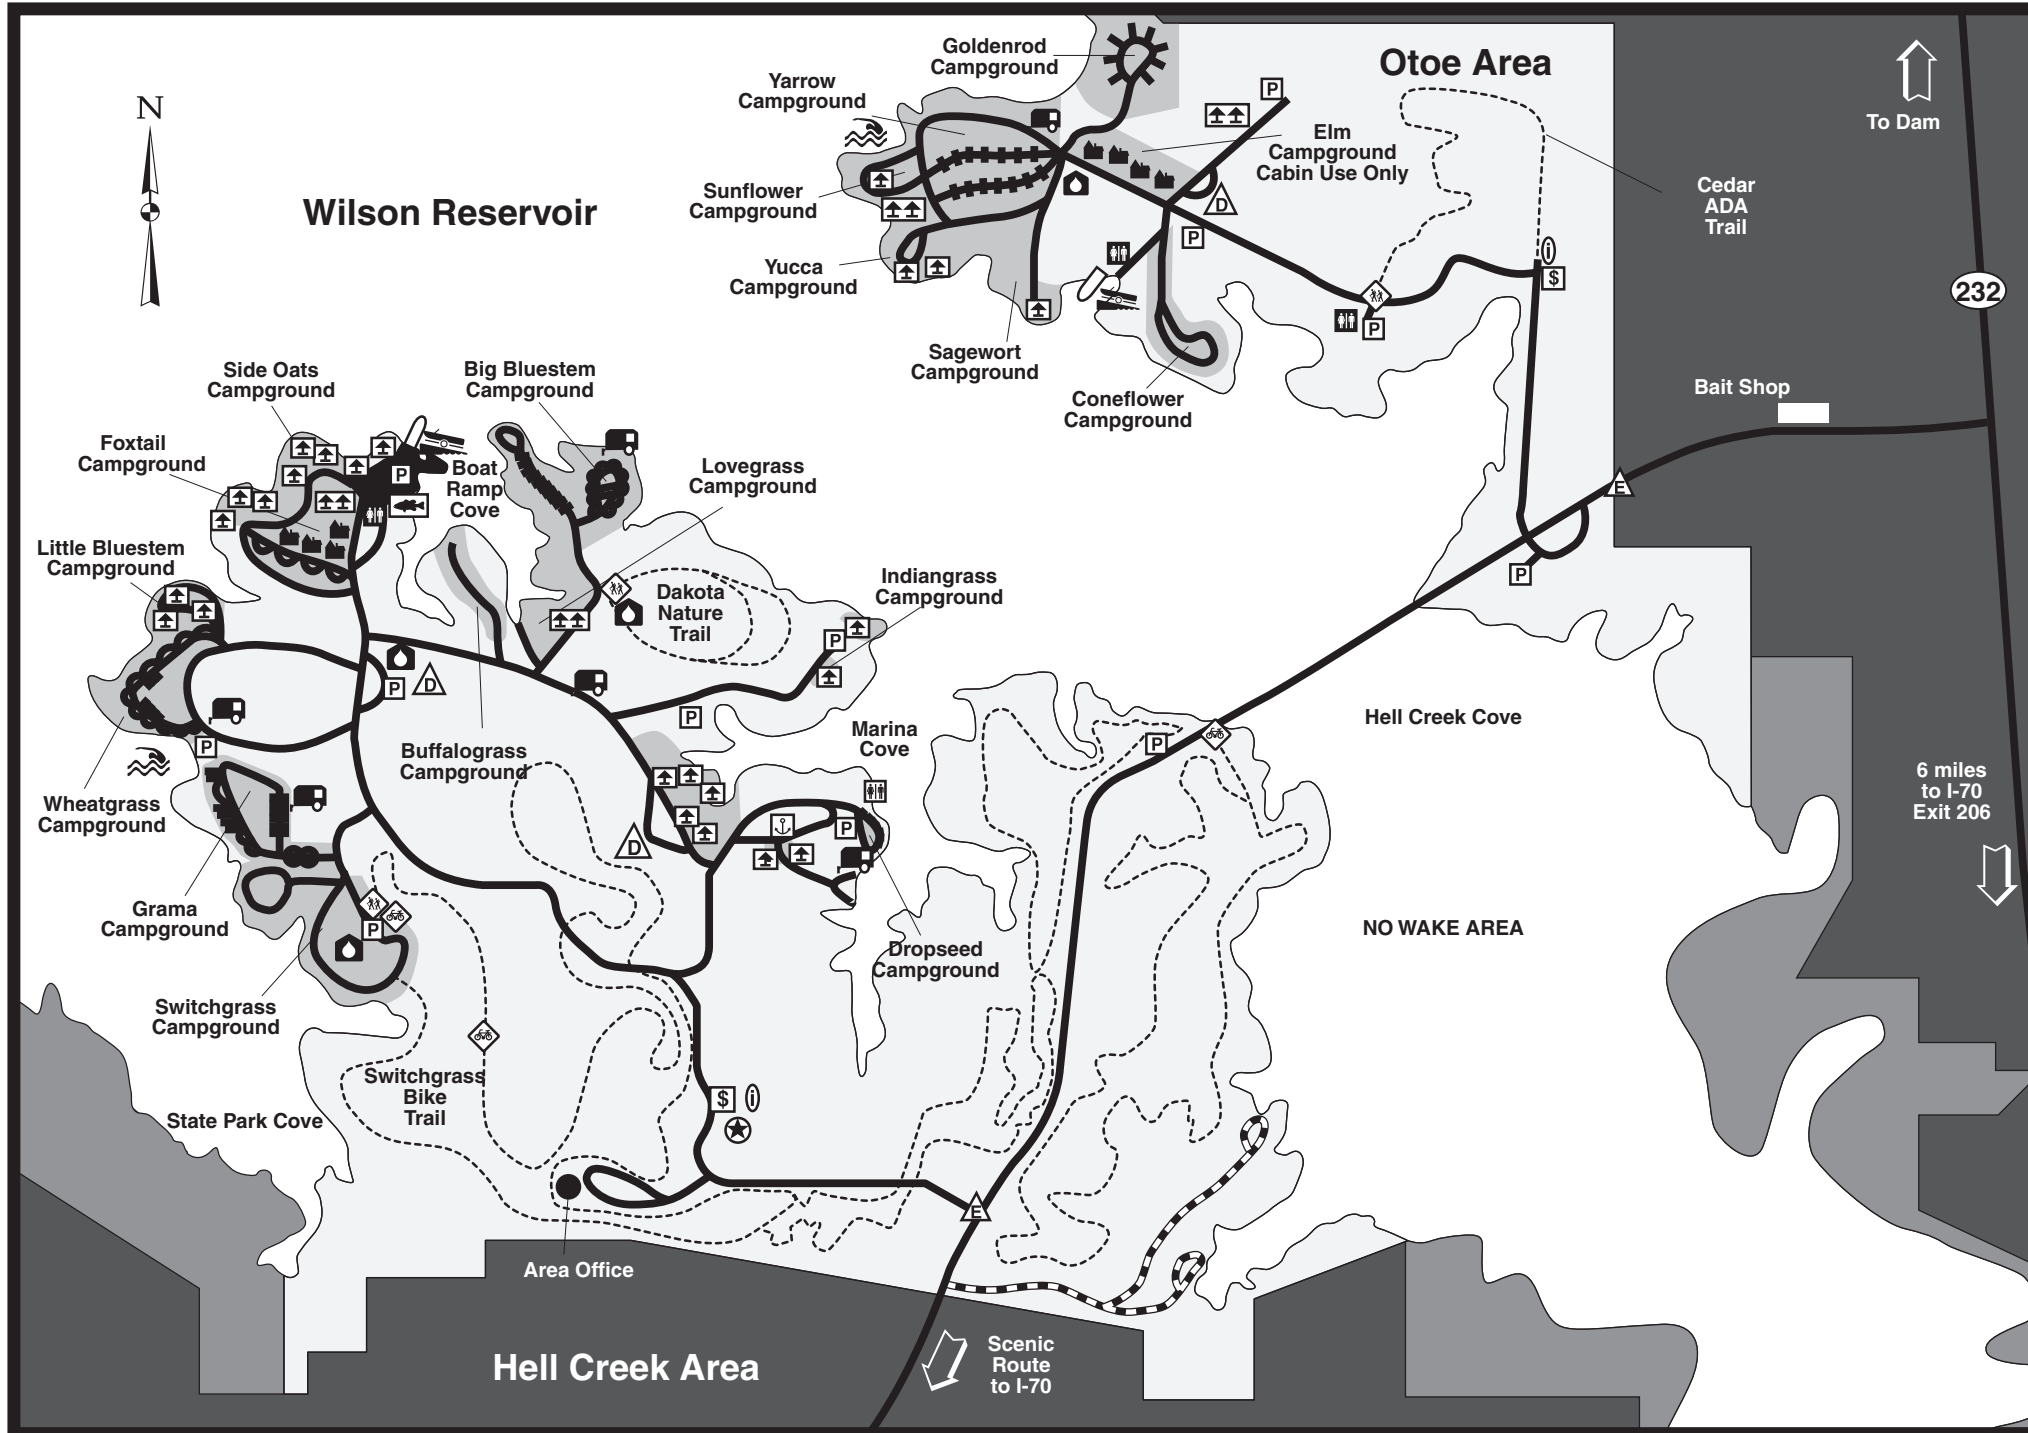 Goldenrod
Campground
Otoe Area
Yarrow
Campground
P
To Dam
N
Elm
Campground
Cabin Use Only
Sunflower
Campground
Wilson Reservoir
D
P
Cedar
ADA
Trail
i
$
Yucca
Campground
232
P
Sagewort
Campground
Coneflower
Campground
Bait Shop
Side Oats
Campground
Big Bluestem
Campground
Foxtail
Campground
P
Boat
Ramp
Cove
Lovegrass
Campground
E
Little Bluestem
Campground
P
Indiangrass
Campground
Dakota
Nature
Trail
P
P
D
P
Hell Creek Cove
Marina
Cove
P
P
Buffalograss
Campground
6 miles
to I-70
Exit 206
Wheatgrass
Campground
P
D
Grama
Campground
P
NO WAKE AREA
Dropseed
Campground
Switchgrass
Campground
Switchgrass
Bike
Trail
$
i
State Park Cove
E
Area Office
Hell Creek Area
Scenic
Route
to I-70